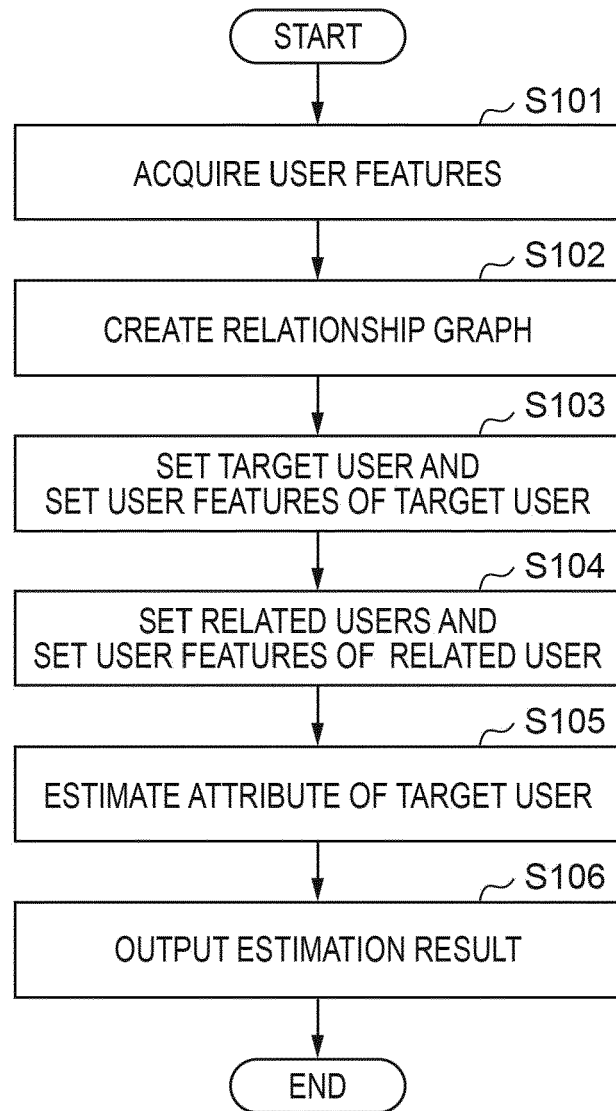 START
S101
ACQUIRE USER FEATURES
S102
CREATE RELATIONSHIP GRAPH
S103
SET TARGET USER AND
SET USER FEATURES OF TARGET USER
S104
SET RELATED USERS AND
SET USER FEATURES OF RELATED USER
S105
ESTIMATE ATTRIBUTE OF TARGET USER
S106
OUTPUT ESTIMATION RESULT
END